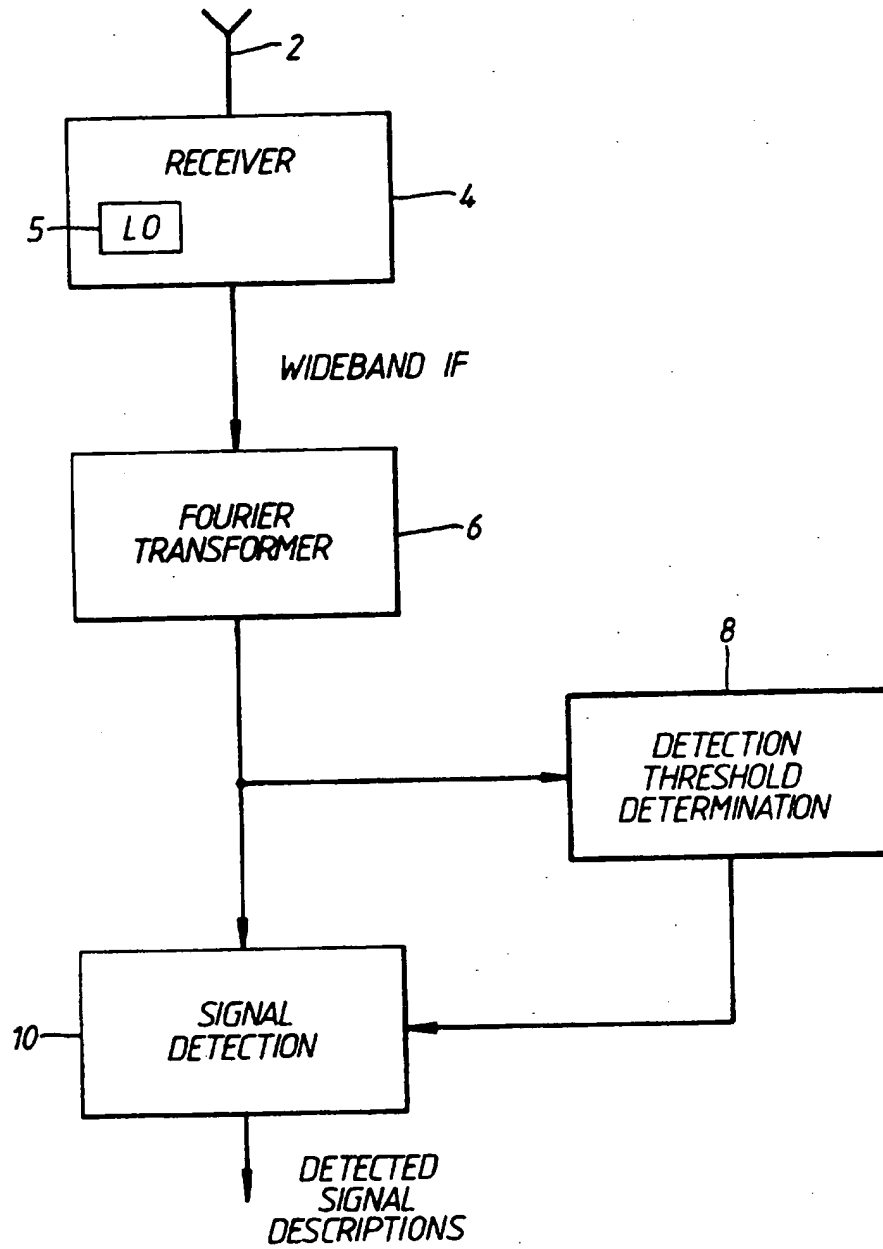 2
RECEIVER
4
5
LO
WIDEBAND IF
FOURIER
TRANSFORMER
6
8
DETECTION
THRESHOLD
DETERMINATION
SIGNAL
DETECTION
10
DETECTED
SIGNAL
DESCRIPTIONS